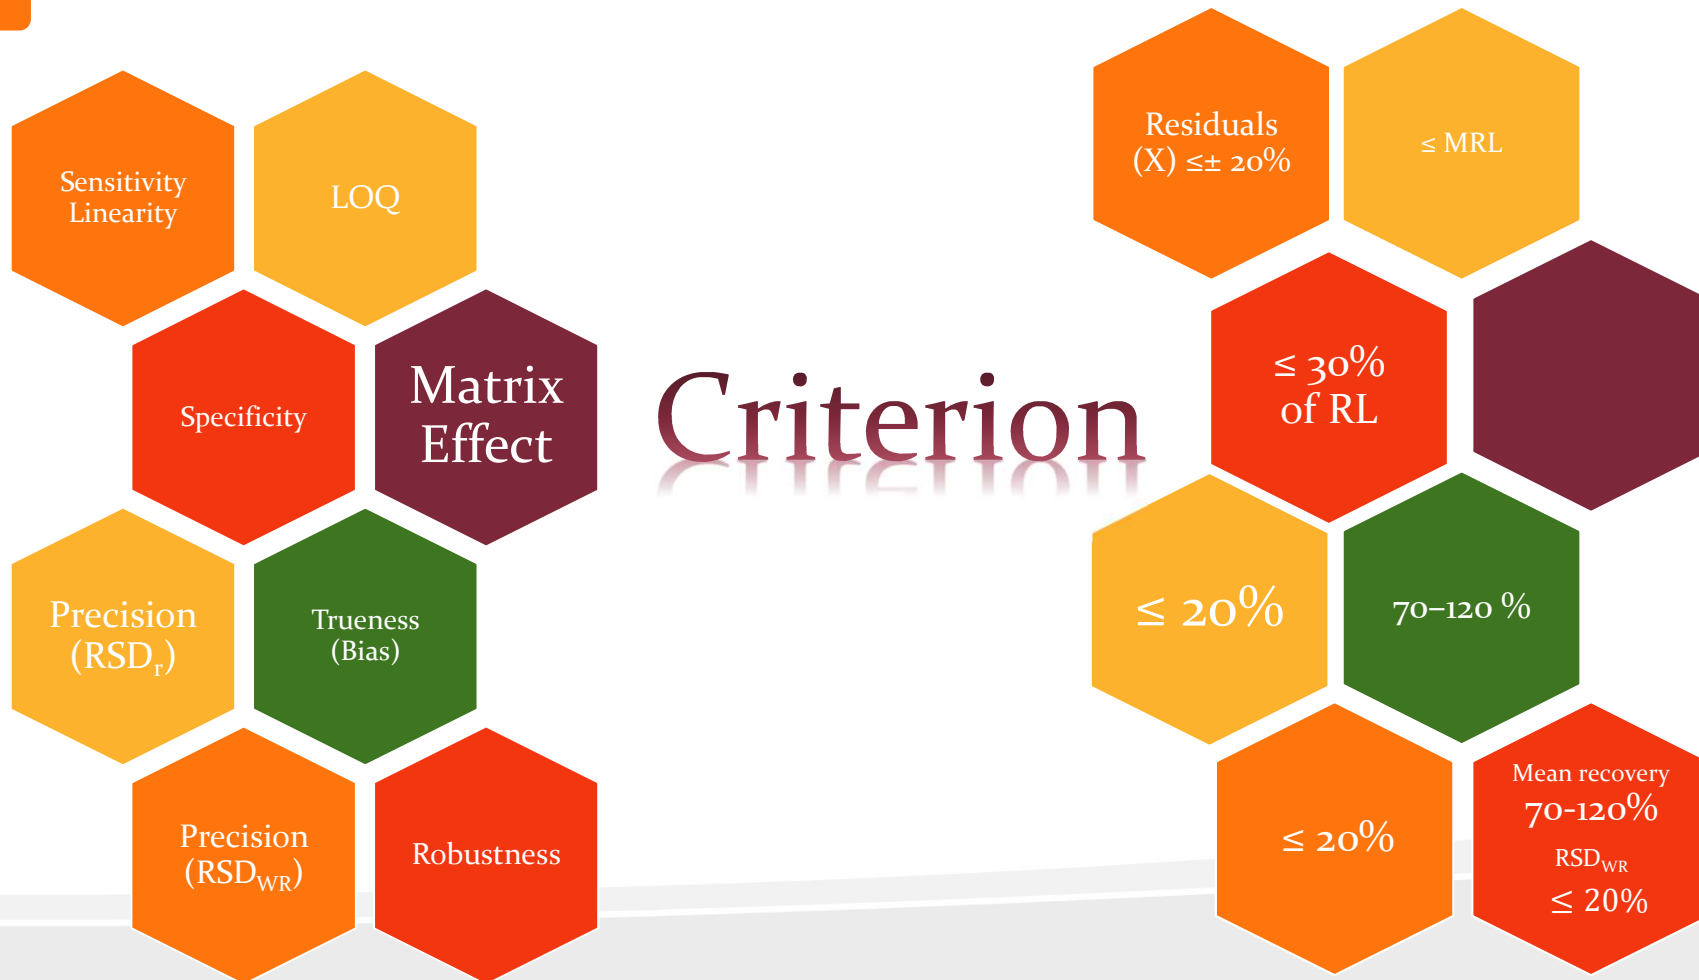 Sensitivity
Linearity
LOQ
Specificity
Matrix
Effect
Precision
(RSDr)
Trueness
(Bias)
Precision
(RSDWR)
Robustness
Criterion
Residuals
(X) ≤± 20%
≤ MRL
≤ 30%
of RL
≤ 20%
70–120 %
≤ 20%
Mean recovery
70-120%
RSDWR
≤ 20%